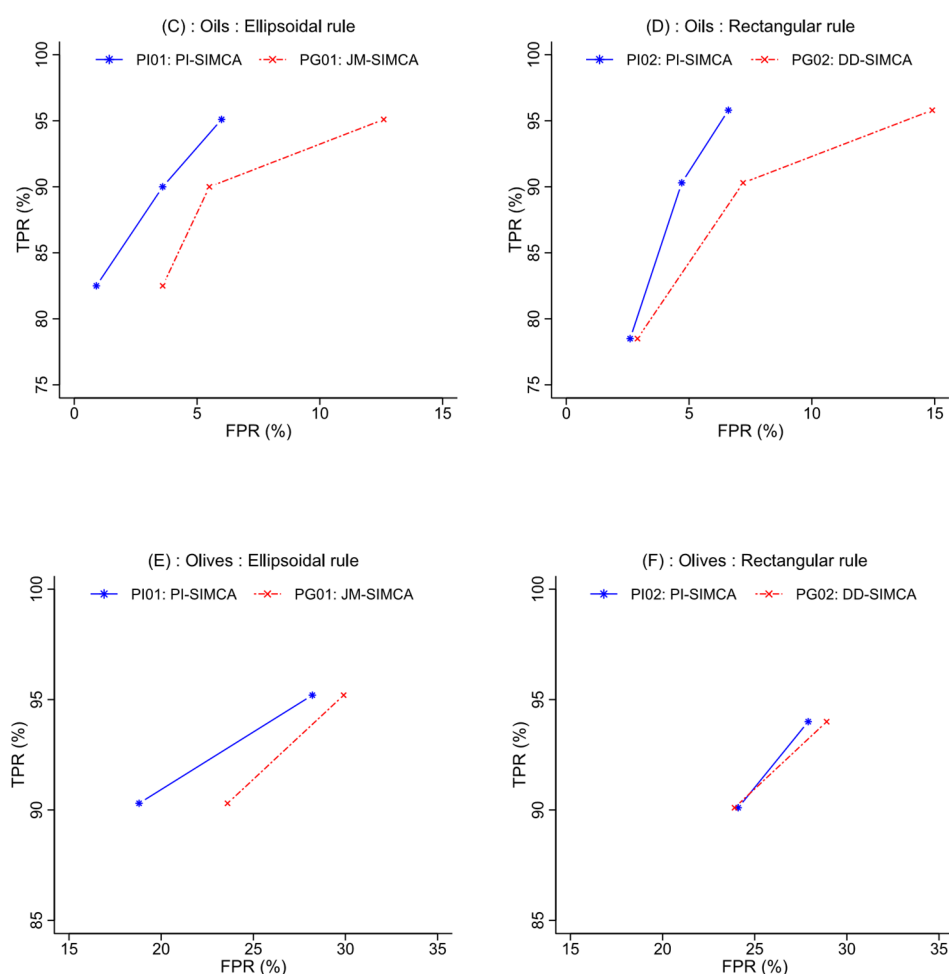 (C) : Oils : Ellipsoidal rule
PI01: PI-SIMCA PG01: JM-SIMCA
TPR (%)
100
95
90
85
80
75
0 5 10 15
FPR (%)
(D) : Oils : Rectangular rule
PI02: PI-SIMCA PG02: DD-SIMCA
TPR (%)
100
95
90
85
80
75
0 5 10 15
FPR (%)
(E) : Olives : Ellipsoidal rule
PI01: PI-SIMCA PG01: JM-SIMCA
TPR (%)
100
95
90
85
15 20 25 30 35
FPR (%)
(F) : Olives : Rectangular rule
PI02: PI-SIMCA PG02: DD-SIMCA
TPR (%)
100
95
90
85
15 20 25 30 35
FPR (%)